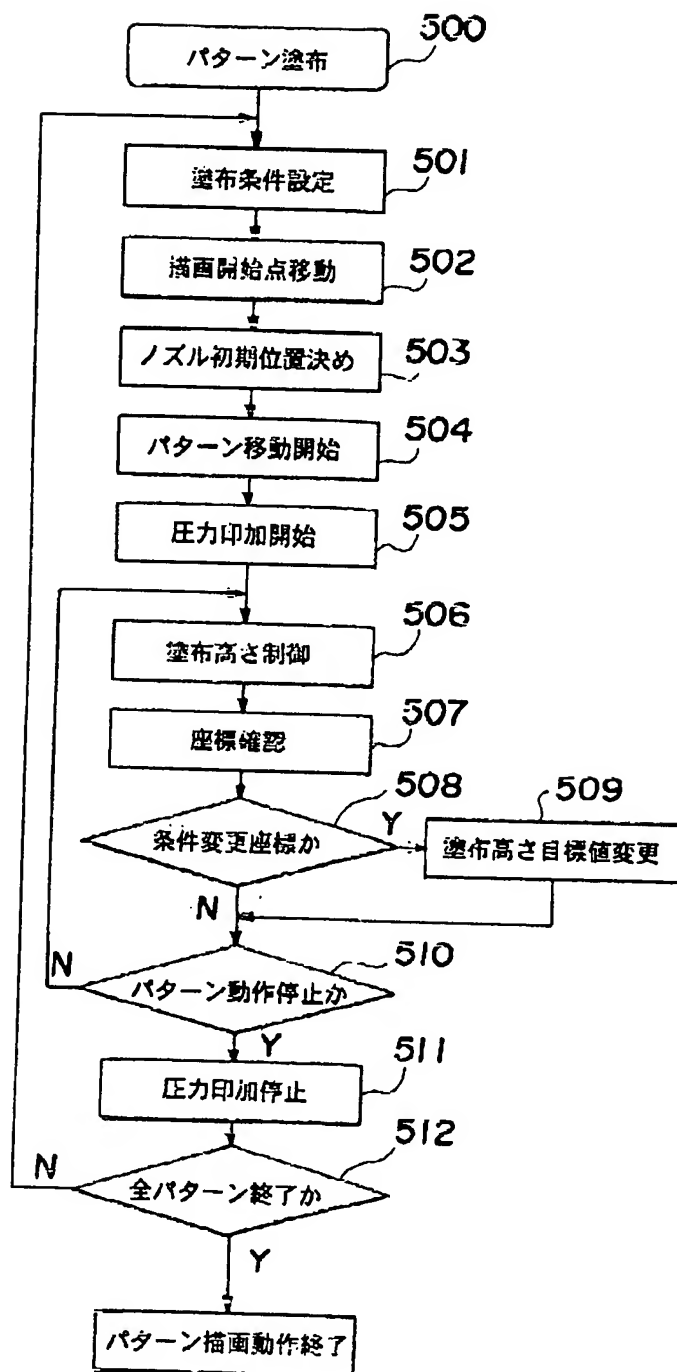 パターン塗布
500
塗布条件設定
501
描画開始点移動
502
ノズル初期位置決め
503
パターン移動開始
504
圧力印加開始
505
塗布高さ制御
506
座標確認
507
条件変更座標か
508
Y
塗布高さ目標値変更
509
N
パターン動作停止か
510
N
Y
圧力印加停止
511
全パターン終了か
512
N
Y
パターン描画動作終了